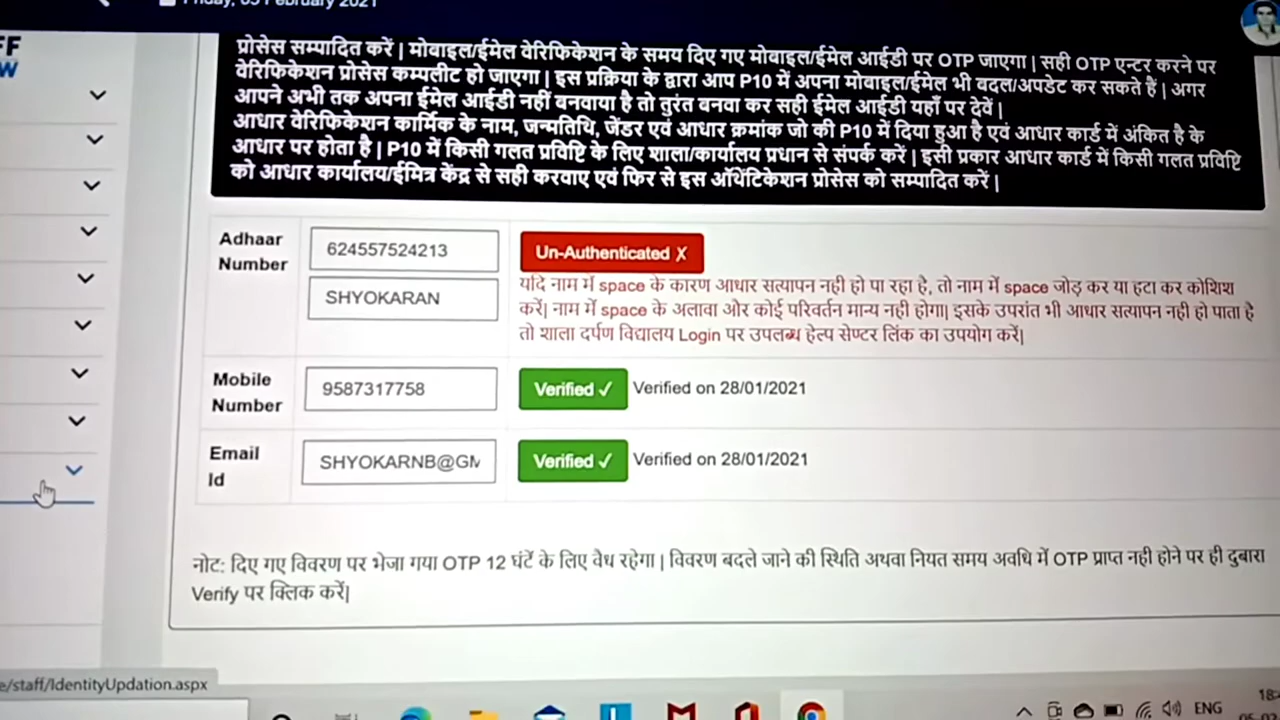 Friday, 05 February 2021
FF
W
प्रोसेस सम्पादित करें | मोबाइल/ईमेल वेरिफिकेशन के समय दिए गए मोबाइल/ईमेल आईडी पर OTP जाएगा | सही OTP एन्टर करने पर
वेरिफिकेशन प्रोसेस कम्पलीट हो जाएगा | इस प्रक्रिया के द्वारा आप P10 में अपना मोबाइल/ईमेल भी बदल/अपडेट कर सकते हैं | अगर
आपने अभी तक अपना ईमेल आईडी नहीं बनवाया है तो तुरंत बनवा कर सही ईमेल आईडी यहाँ पर देवें |
आधार वेरिफिकेशन कार्मिक के नाम, जन्मतिथि, जेंडर एवं आधार क्रमांक जो की P10 में दिया हुआ है एवं आधार कार्ड में अंकित है के
आधार पर होता है | P10 में किसी गलत प्रविष्टि के लिए शाला/कार्यालय प्रधान से संपर्क करें | इसी प्रकार आधार कार्ड में किसी गलत प्रविष्टि
को आधार कार्यालय/ईमित्र केंद्र से सही करवाए एवं फिर से इस ऑथेंटिकेशन प्रोसेस को सम्पादित करें |
Adhaar Number
624557524213
Un-Authenticated X
SHYOKARAN
यदि नाम में space के कारण आधार सत्यापन नही हो पा रहा है, तो नाम में space जोड़ कर या हटा कर कोशिश
करें| नाम में space के अलावा और कोई परिवर्तन मान्य नही होगा| इसके उपरांत भी आधार सत्यापन नही हो पाता है
तो शाला दर्पण विद्यालय Login पर उपलब्ध हेल्प सेण्टर लिंक का उपयोग करें|
Mobile Number
9587317758
Verified ✓ Verified on 28/01/2021
Email Id
SHYOKARNB@GM
Verified ✓ Verified on 28/01/2021
नोट: दिए गए विवरण पर भेजा गया OTP 12 घंटें के लिए वैध रहेगा | विवरण बदले जाने की स्थिति अथवा नियत समय अवधि में OTP प्राप्त नही होने पर ही दुबारा
Verify पर क्लिक करें|
e/staff/IdentityUpdation.aspx
ENG